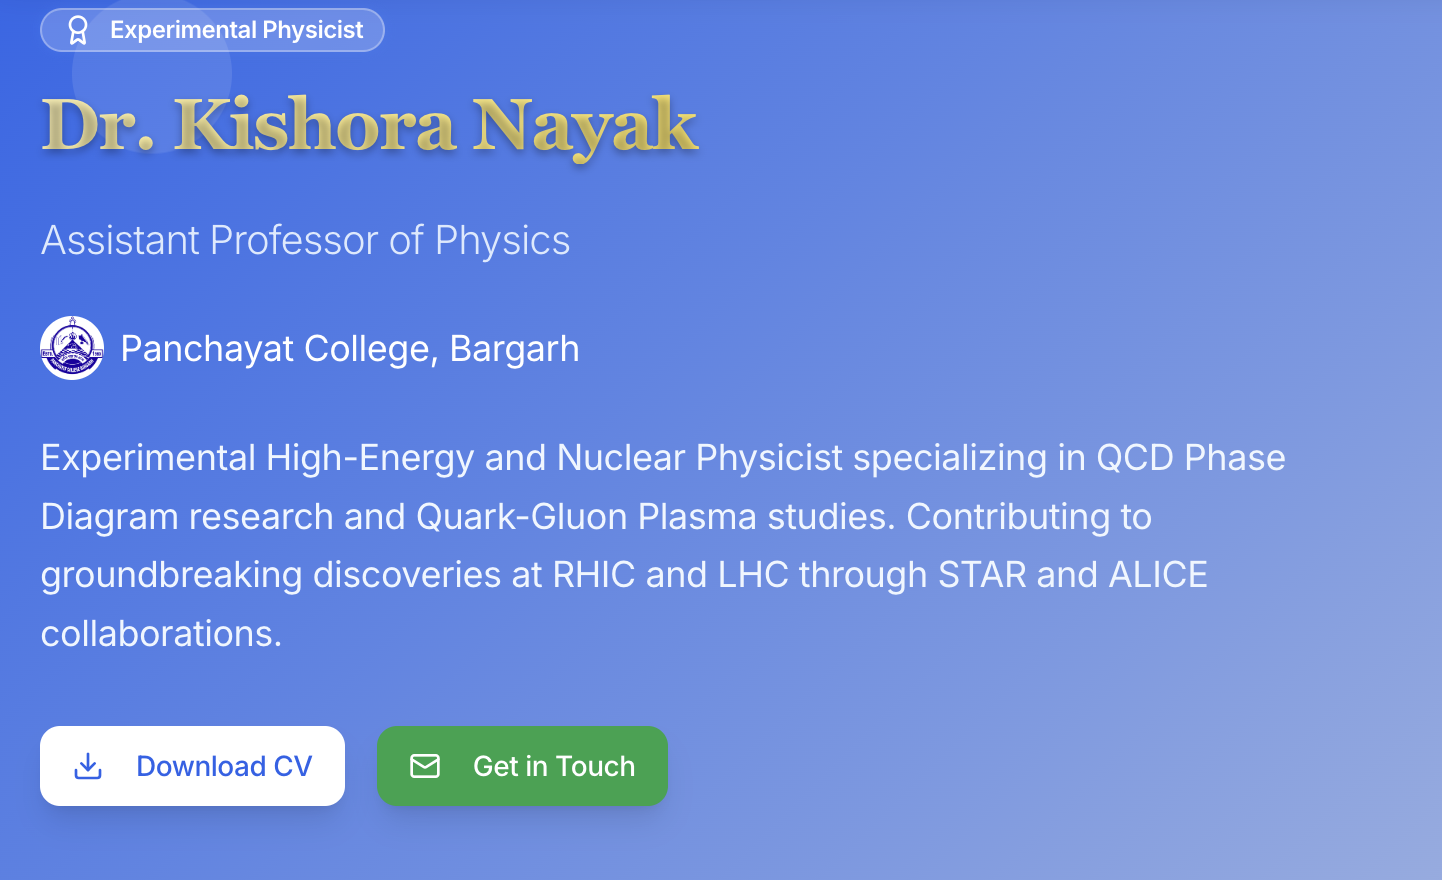 Experimental Physicist
Dr. Kishora Nayak
Assistant Professor of Physics
Panchayat College, Bargarh
Experimental High-Energy and Nuclear Physicist specializing in QCD Phase
Diagram research and Quark-Gluon Plasma studies. Contributing to
groundbreaking discoveries at RHIC and LHC through STAR and ALICE
collaborations.
Download CV
Get in Touch